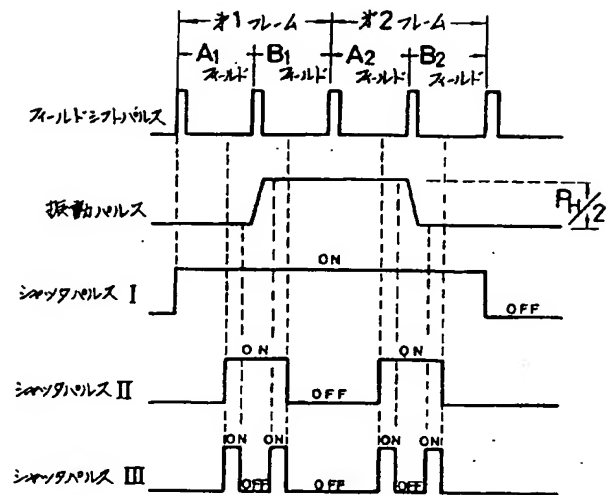 第1フレーム 第2フレーム
A1 B1 A2 B2
フィールド フィールド フィールド フィールド
フィールドシフトパルス
振動パルス
PH/2
ON
シャッタパルス I
OFF
ON ON
シャッタパルス II
OFF
ON ON ON ON
シャッタパルス III
OFF OFF OFF